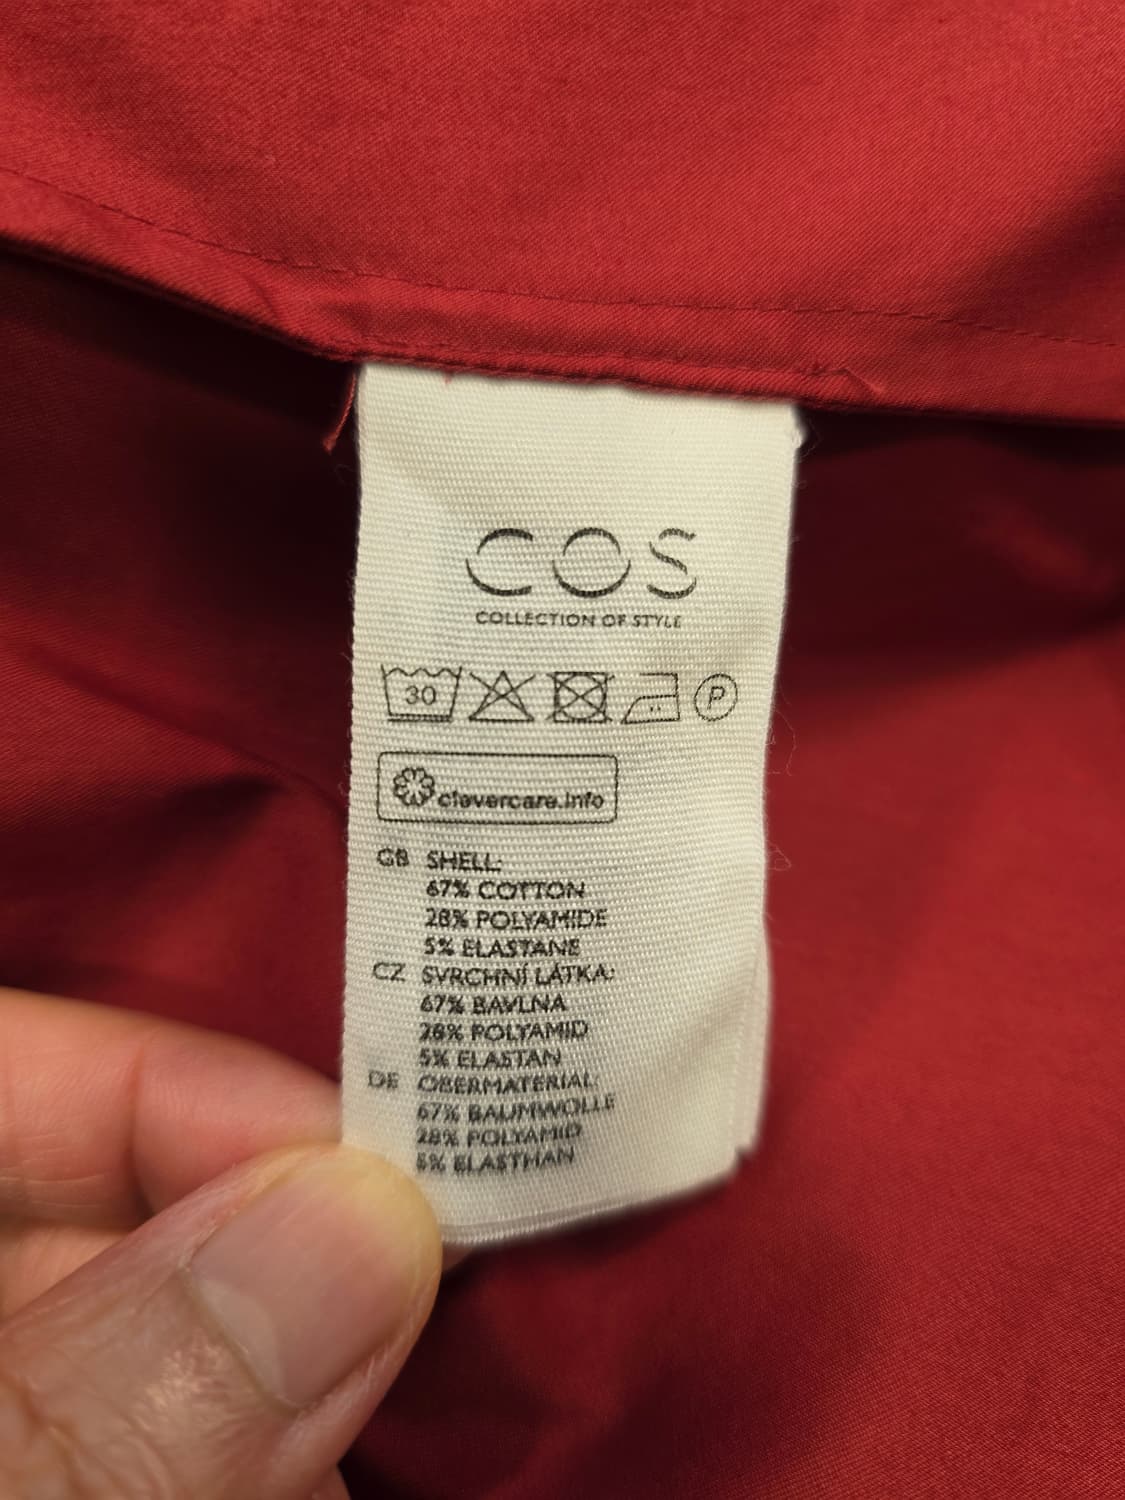 COS
COLLECTION OF STYLE
30 P
clevercare.info
GB SHELL:
67% COTTON
28% POLYAMIDE
5% ELASTANE
CZ SVRCHNÍ LÁTKA:
67% BAVLNA
28% POLYAMID
5% ELASTAN
DE OBERMATERIAL:
67% BAUMWOLLE
28% POLYAMID
5% ELASTHAN